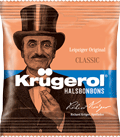 Leipziger Original
CLASSIC
Krügerol®
HALSBONBONS